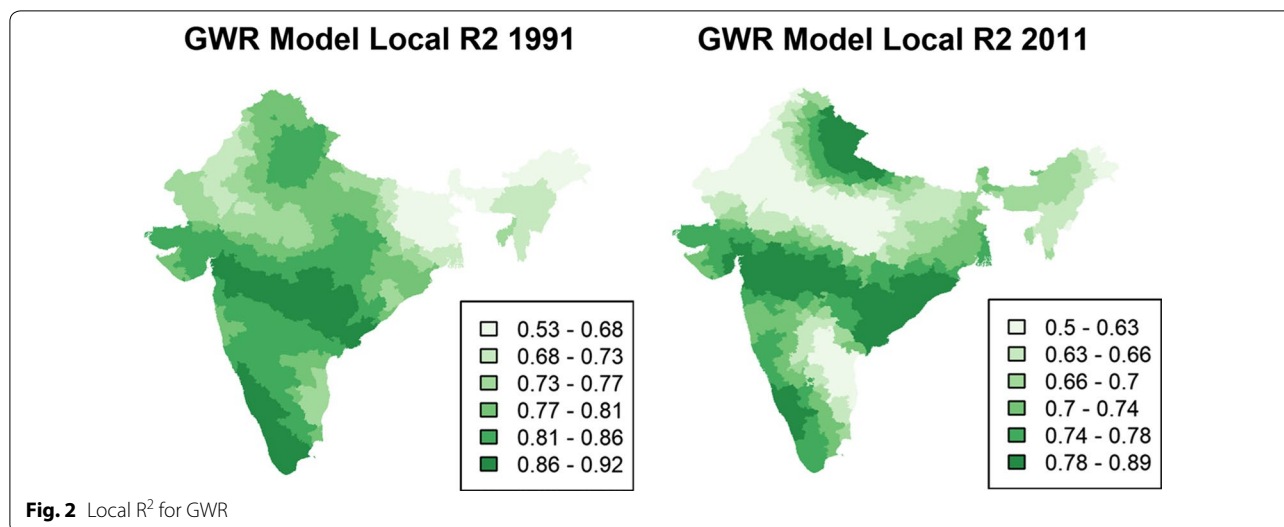 GWR Model Local R2 1991
0.53 - 0.68
0.68 - 0.73
0.73 - 0.77
0.77 - 0.81
0.81 - 0.86
0.86 - 0.92
GWR Model Local R2 2011
0.5 - 0.63
0.63 - 0.66
0.66 - 0.7
0.7 - 0.74
0.74 - 0.78
0.78 - 0.89
Fig. 2 Local R² for GWR